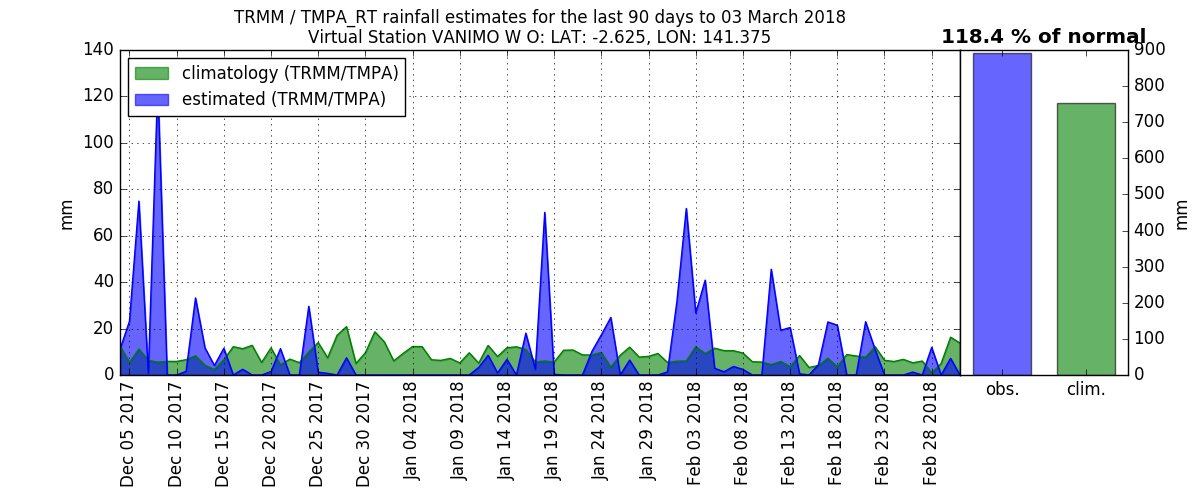 TRMM / TMPA_RT rainfall estimates for the last 90 days to 03 March 2018
Virtual Station VANIMO W O: LAT: -2.625, LON: 141.375
118.4 % of normal
climatology (TRMM/TMPA)
estimated (TRMM/TMPA)
140
120
100
80
60
40
20
0
mm
Dec 05 2017
Dec 10 2017
Dec 15 2017
Dec 20 2017
Dec 25 2017
Dec 30 2017
Jan 04 2018
Jan 09 2018
Jan 14 2018
Jan 19 2018
Jan 24 2018
Jan 29 2018
Feb 03 2018
Feb 08 2018
Feb 13 2018
Feb 18 2018
Feb 23 2018
Feb 28 2018
900
800
700
600
500
400
300
200
100
0
mm
obs.
clim.